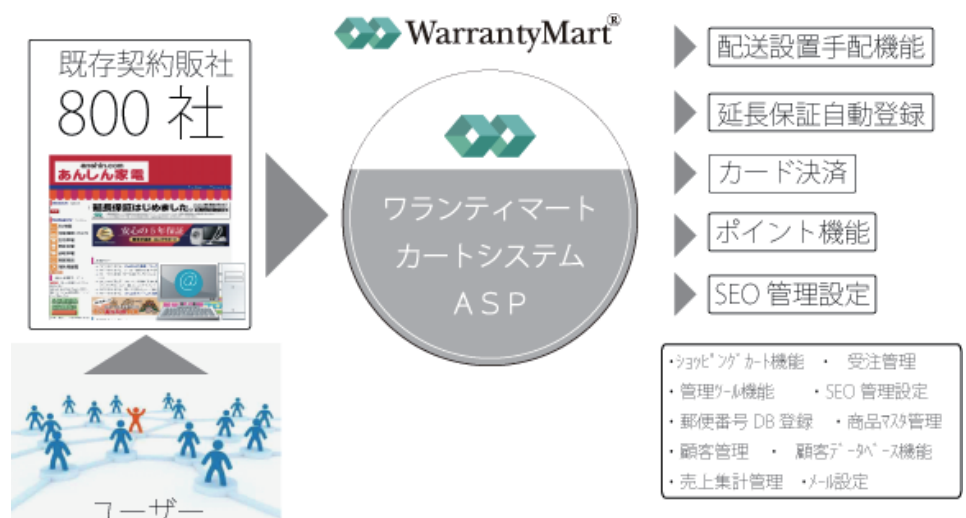 既存契約販社
800 社
anshin.com
あんしん家電
延長保証はじめました
安心の5年保証
@
ユーザー
WarrantyMart®
ワランティマート
カートシステム
ASP
配送設置手配機能
延長保証自動登録
カード決済
ポイント機能
SEO 管理設定
・ショッピングカート機能 ・ 受注管理
・管理ツール機能 ・SEO 管理設定
・郵便番号 DB 登録 ・商品マスタ管理
・顧客管理 ・ 顧客データベース機能
・売上集計管理 ・メール設定